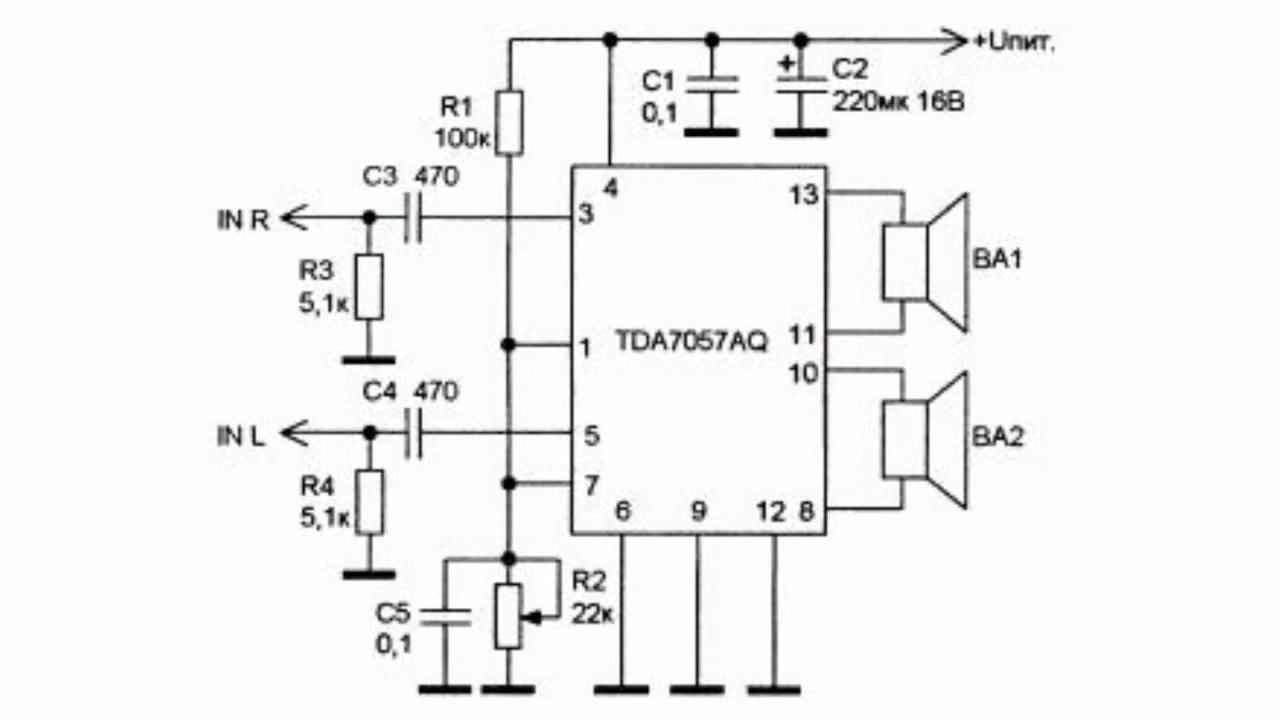 +Uпит.
C1
0,1
+
C2
220мк 16В
R1
100к
C3 470
4
13
IN R
3
R3
5,1к
BA1
TDA7057AQ
11
1
10
C4 470
IN L
5
BA2
R4
5,1к
7
6
9
12
8
R2
22к
C5
0,1